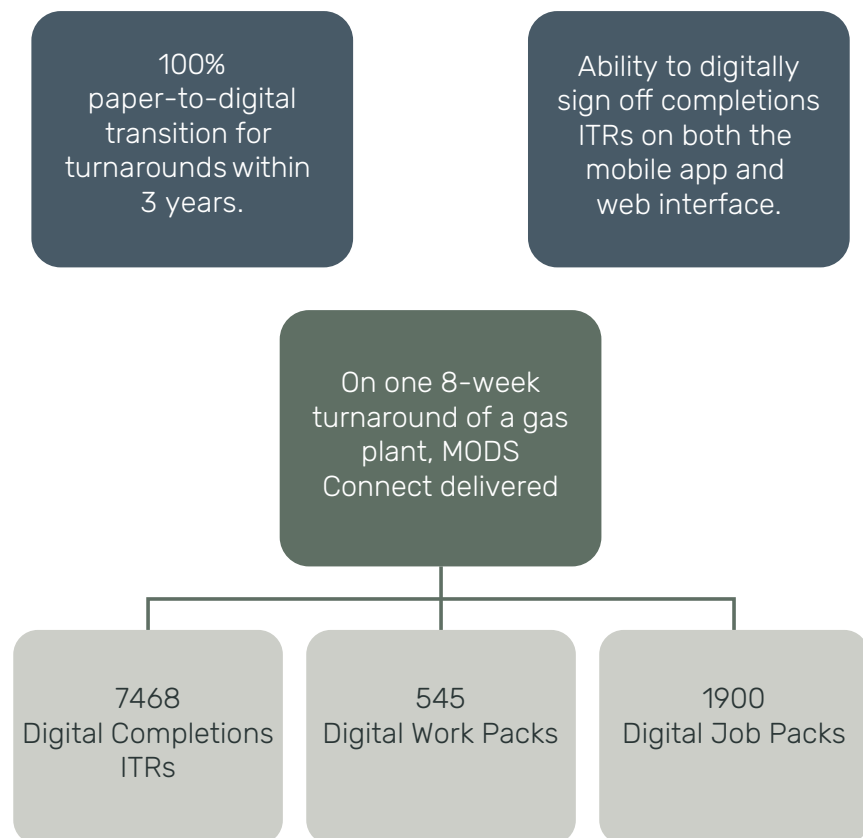 100%
paper-to-digital
transition for
turnarounds within
3 years.
Ability to digitally
sign off completions
ITRs on both the
mobile app and
web interface.
On one 8-week
turnaround of a gas
plant, MODS
Connect delivered
7468
Digital Completions
ITRs
545
Digital Work Packs
1900
Digital Job Packs